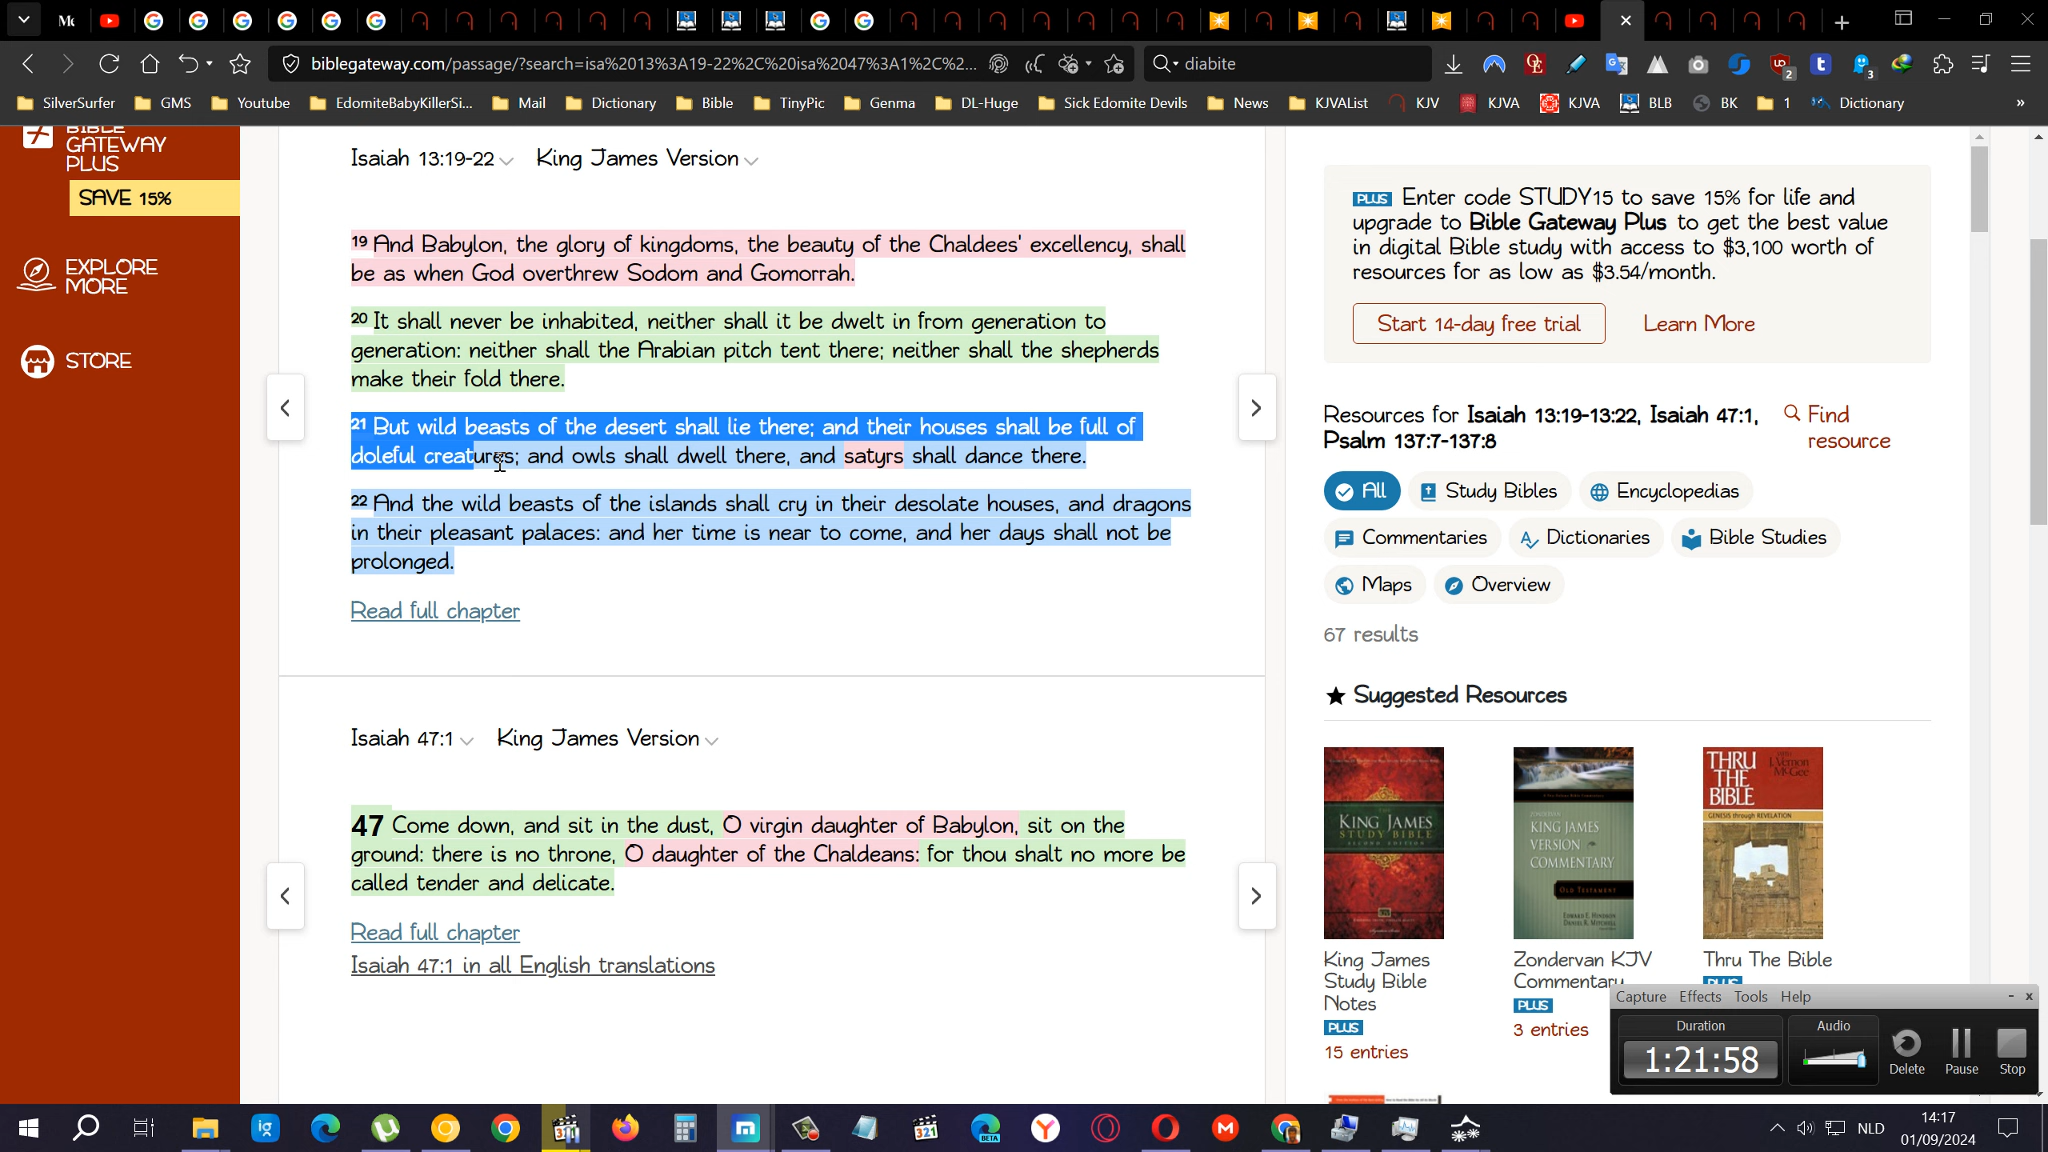 biblegateway.com/passage/?search=isa%2013%3A19-22%2C%20isa%2047%3A1%2C%2...
diabite
SilverSurfer
GMS
Youtube
EdomiteBabyKillerSi...
Mail
Dictionary
Bible
TinyPic
Genma
DL-Huge
Sick Edomite Devils
News
KJVAList
KJV
KJVA
KJVA
BLB
BK
1
Dictionary
»
BIBLE
GATEWAY
PLUS
SAVE 15%
EXPLORE
MORE
STORE
Isaiah 13:19-22 King James Version
19 And Babylon, the glory of kingdoms, the beauty of the Chaldees' excellency, shall
be as when God overthrew Sodom and Gomorrah.
20 It shall never be inhabited, neither shall it be dwelt in from generation to
generation: neither shall the Arabian pitch tent there; neither shall the shepherds
make their fold there.
21 But wild beasts of the desert shall lie there; and their houses shall be full of
doleful creatures; and owls shall dwell there, and satyrs shall dance there.
22 And the wild beasts of the islands shall cry in their desolate houses, and dragons
in their pleasant palaces: and her time is near to come, and her days shall not be
prolonged.
Read full chapter
Isaiah 47:1 King James Version
47 Come down, and sit in the dust, O virgin daughter of Babylon, sit on the
ground: there is no throne, O daughter of the Chaldeans: for thou shalt no more be
called tender and delicate.
Read full chapter
Isaiah 47:1 in all English translations
PLUS Enter code STUDY15 to save 15% for life and
upgrade to Bible Gateway Plus to get the best value
in digital Bible study with access to $3,100 worth of
resources for as low as $3.54/month.
Start 14-day free trial
Learn More
Resources for Isaiah 13:19-13:22, Isaiah 47:1,
Psalm 137:7-137:8
Find
resource
All
Study Bibles
Encyclopedias
Commentaries
Dictionaries
Bible Studies
Maps
Overview
67 results
Suggested Resources
KING JAMES
STUDY BIBLE
SECOND EDITION
ZONDERVAN
KING JAMES
VERSION
COMMENTARY
OLD TESTAMENT
THRU
THE
BIBLE
J. Vernon
McGee
GENESIS through REVELATION
King James
Study Bible
Notes
PLUS
15 entries
Zondervan KJV
Commentary
PLUS
3 entries
Thru The Bible
PLUS
Capture Effects Tools Help
Duration
1:21:58
Audio
Delete
Pause
Stop
321
BETA
NLD
14:17
01/09/2024